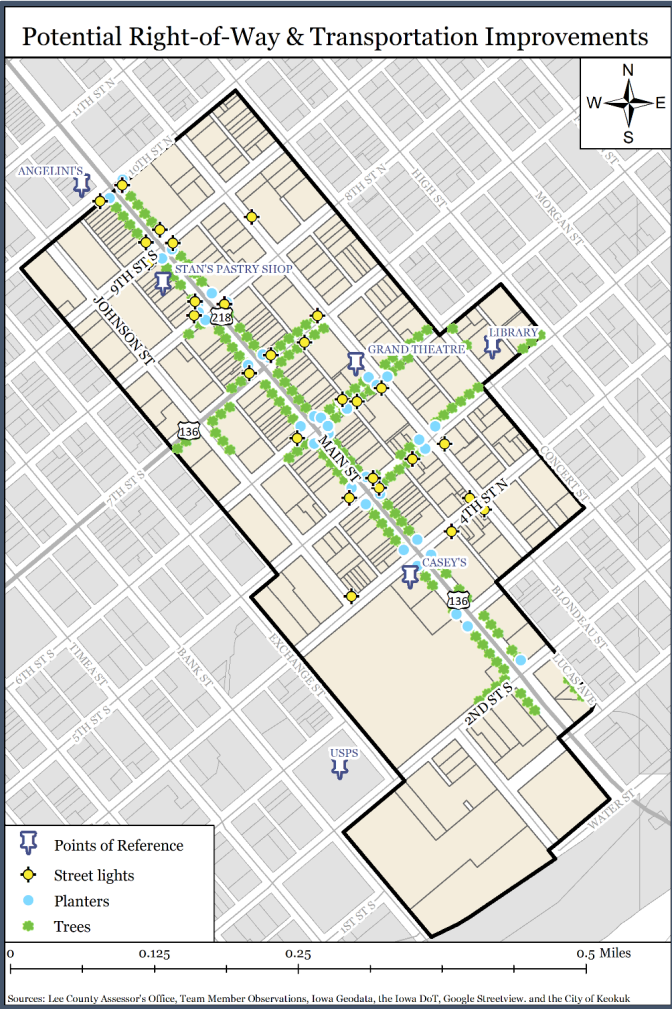 Potential Right-of-Way & Transportation Improvements
N
W E
S
11TH ST N
10TH ST N
ANGELINI'S
8TH ST N
HIGH ST
MORGAN ST
ST
9TH ST S
STAN'S PASTRY SHOP
JOHNSON ST
218
LIBRARY
GRAND THEATRE
136
MAIN ST
7TH ST S
CONCERT ST
4TH ST N
CASEY'S
136
BLONDEAU ST
6TH ST S
TIMEA ST
BANK ST
EXCHANGE ST
LUCAS AVE
5TH ST S
2ND ST S
USPS
WATER ST
1ST ST S
Points of Reference
Street lights
Planters
Trees
0 0.125 0.25 0.5 Miles
Sources: Lee County Assessor's Office, Team Member Observations, Iowa Geodata, the Iowa DoT, Google Streetview. and the City of Keokuk